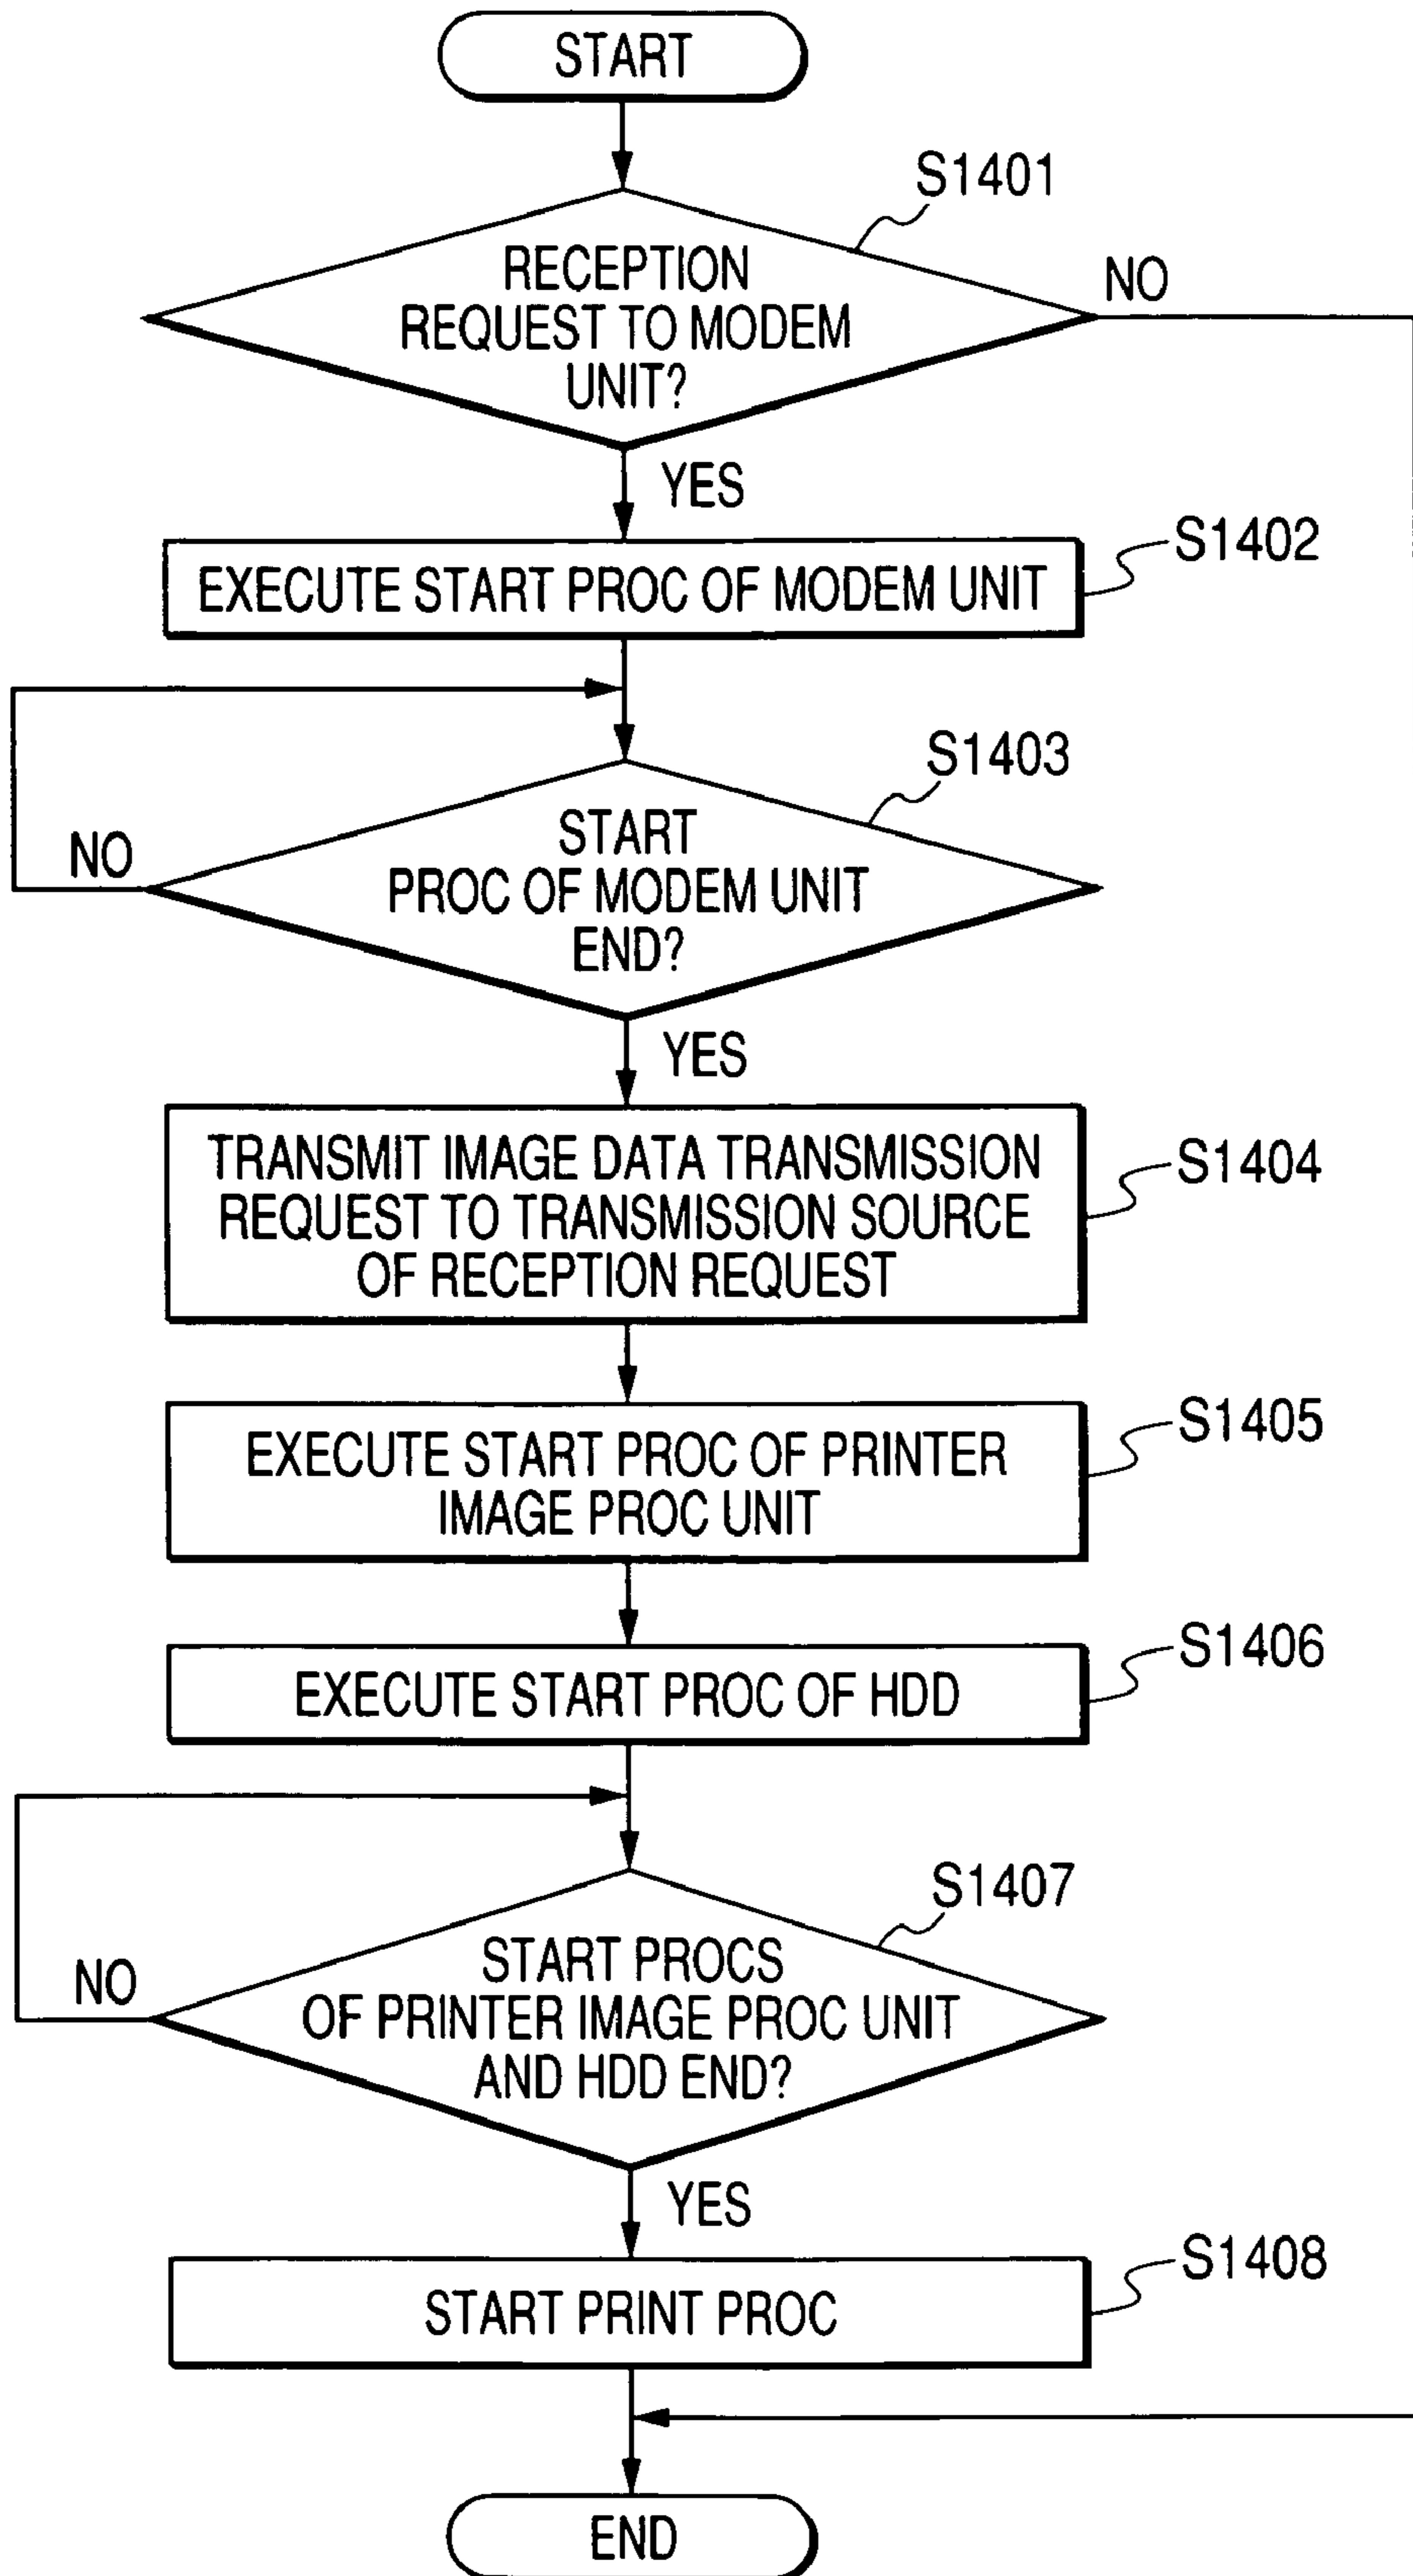 START
S1401
RECEPTION
REQUEST TO MODEM
UNIT?
NO
YES
S1402
EXECUTE START PROC OF MODEM UNIT
S1403
START
PROC OF MODEM UNIT
END?
NO
YES
TRANSMIT IMAGE DATA TRANSMISSION
REQUEST TO TRANSMISSION SOURCE
OF RECEPTION REQUEST
S1404
EXECUTE START PROC OF PRINTER
IMAGE PROC UNIT
S1405
EXECUTE START PROC OF HDD
S1406
S1407
START PROCS
OF PRINTER IMAGE PROC UNIT
AND HDD END?
NO
YES
START PRINT PROC
S1408
END